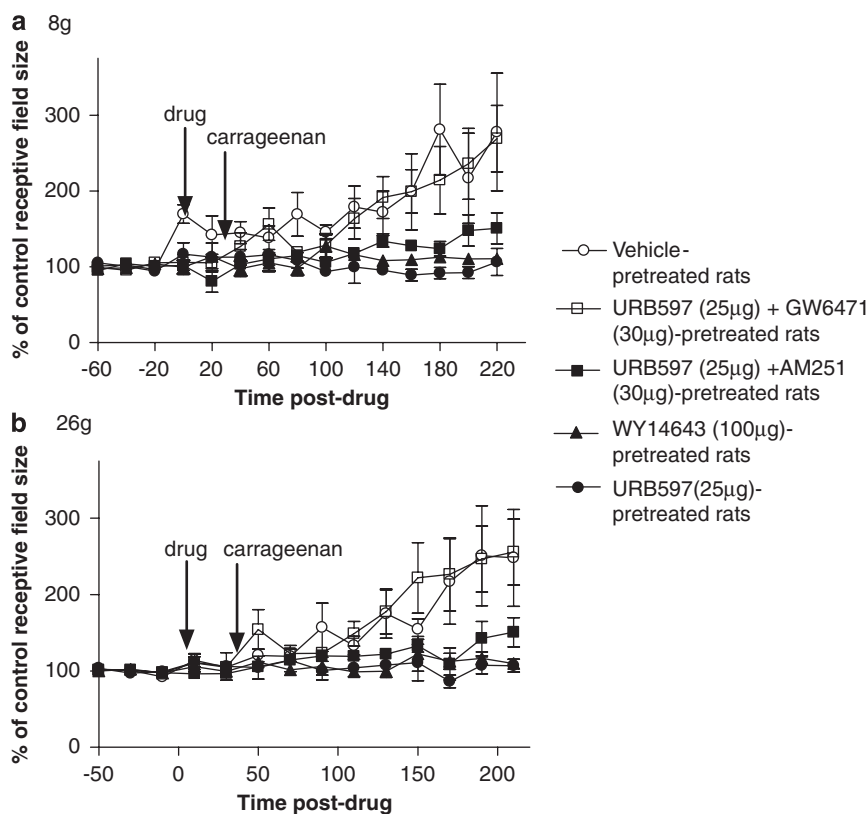 a 8g
% of control receptive field size
300
200
100
0
drug
carrageenan
-60 -20 20 60 100 140 180 220
Time post-drug
Vehicle-
pretreated rats
URB597 (25μg) + GW6471
(30μg)-pretreated rats
URB597 (25μg) +AM251
(30μg)-pretreated rats
WY14643 (100μg)-
pretreated rats
URB597(25μg)-
pretreated rats
b 26g
% of control receptive field size
300
200
100
0
drug carrageenan
-50 0 50 100 150 200
Time post-drug